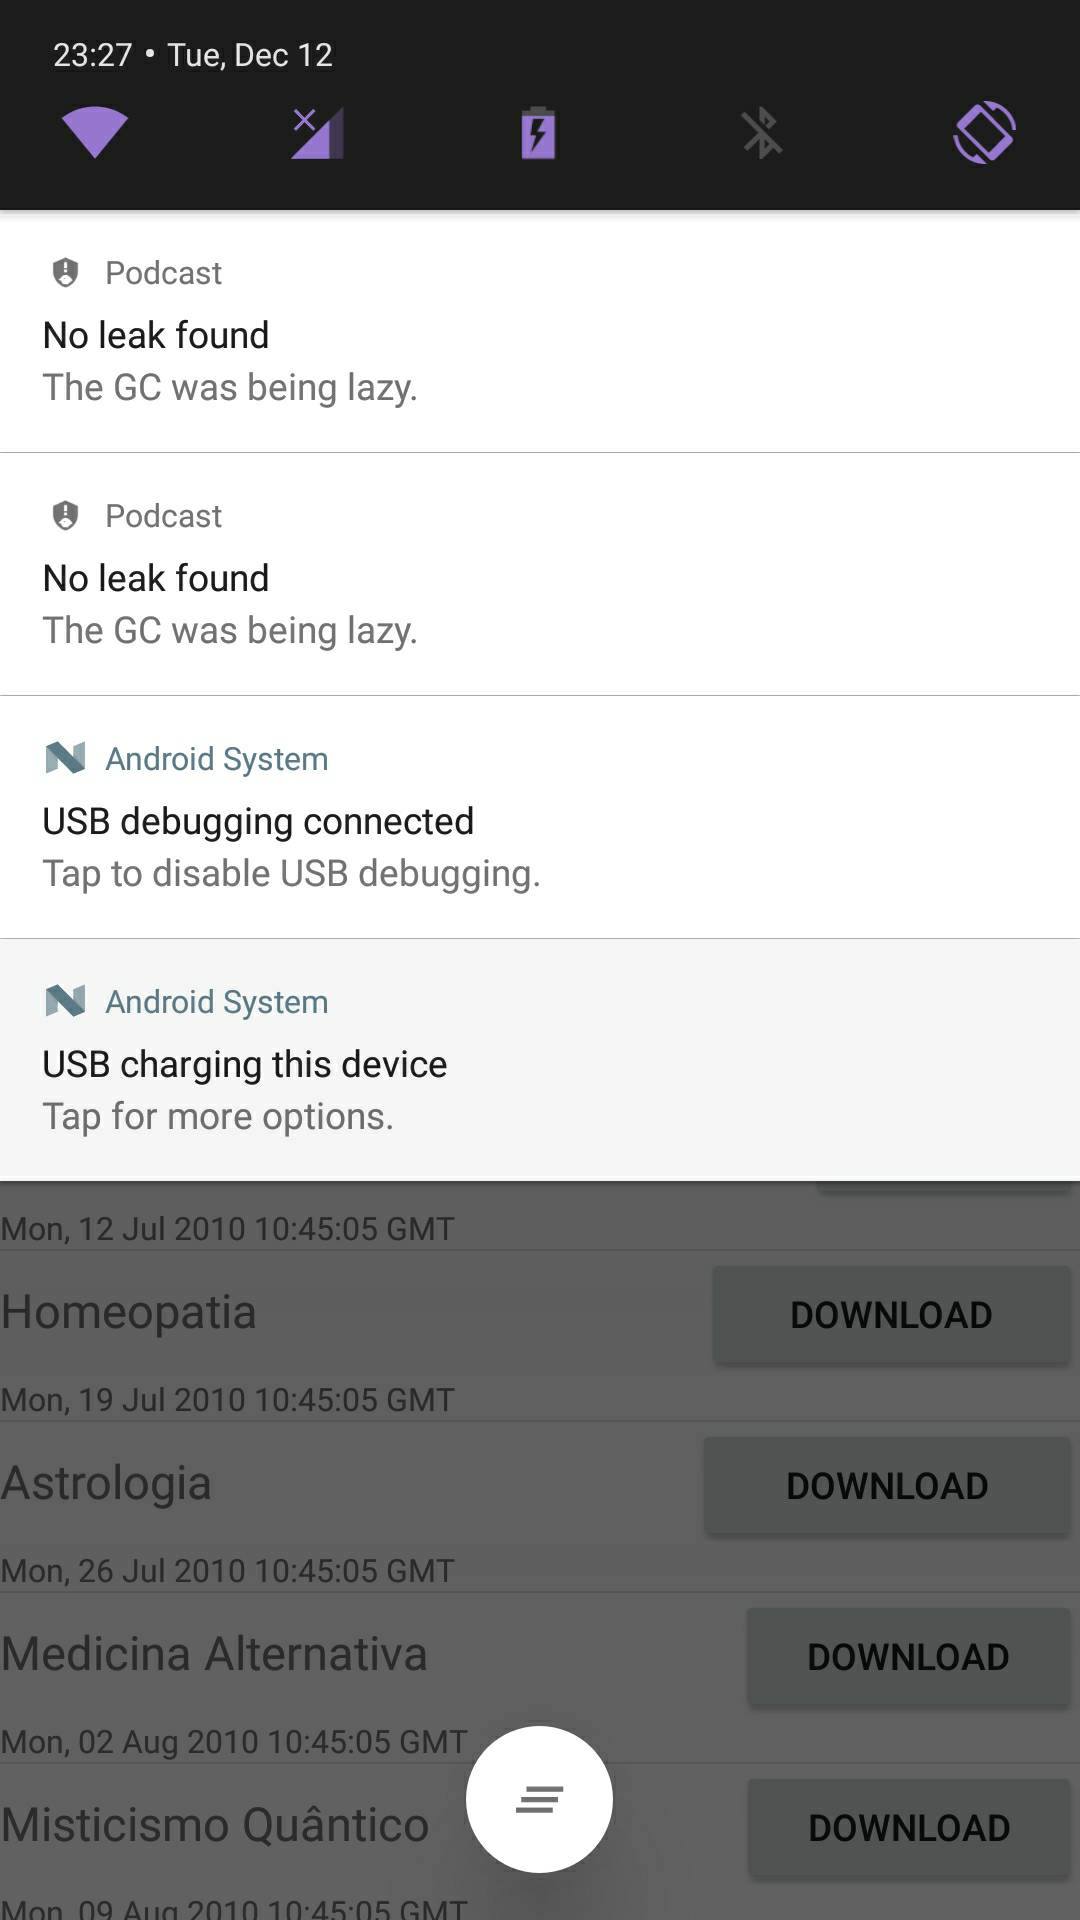 23:27 • Tue, Dec 12
Podcast
No leak found
The GC was being lazy.
Podcast
No leak found
The GC was being lazy.
Android System
USB debugging connected
Tap to disable USB debugging.
Android System
USB charging this device
Tap for more options.
Mon, 12 Jul 2010 10:45:05 GMT
Homeopatia DOWNLOAD
Mon, 19 Jul 2010 10:45:05 GMT
Astrologia DOWNLOAD
Mon, 26 Jul 2010 10:45:05 GMT
Medicina Alternativa DOWNLOAD
Mon, 02 Aug 2010 10:45:05 GMT
Misticismo Quântico DOWNLOAD
Mon, 09 Aug 2010 10:45:05 GMT